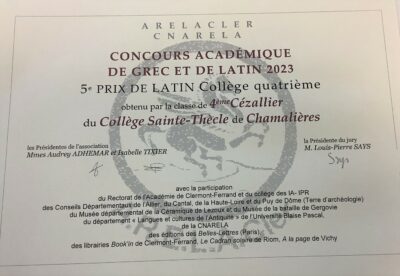 ARELACLER
CNARELA
CONCOURS ACADÉMIQUE
DE GREC ET DE LATIN 2023
5e PRIX DE LATIN Collège quatrième
obtenu par la classe de 4ème Cézallier
du Collège Sainte-Thècle de Chamalières
les Présidentes de l'association
Mmes Audrey ADHEMAR et Isabelle TIXIER
la Présidente du jury
M. Louis-Pierre SAYS
Says
avec la participation
du Rectorat de l'Académie de Clermont-Ferrand et du collège des IA- IPR
des Conseils Départementaux de l'Allier, du Cantal, de la Haute-Loire et du Puy de Dôme (Terre d'archéologie)
du Musée départemental de la Céramique de Lezoux et du Musée de la bataille de Gergovie
du département « Langues et cultures de l'Antiquité » de l'Université Blaise Pascal,
de la CNARELA
des éditions des Belles-Lettres (Paris),
des librairies Book'in de Clermont-Ferrand, Le Cadran solaire de Riom, A la page de Vichy